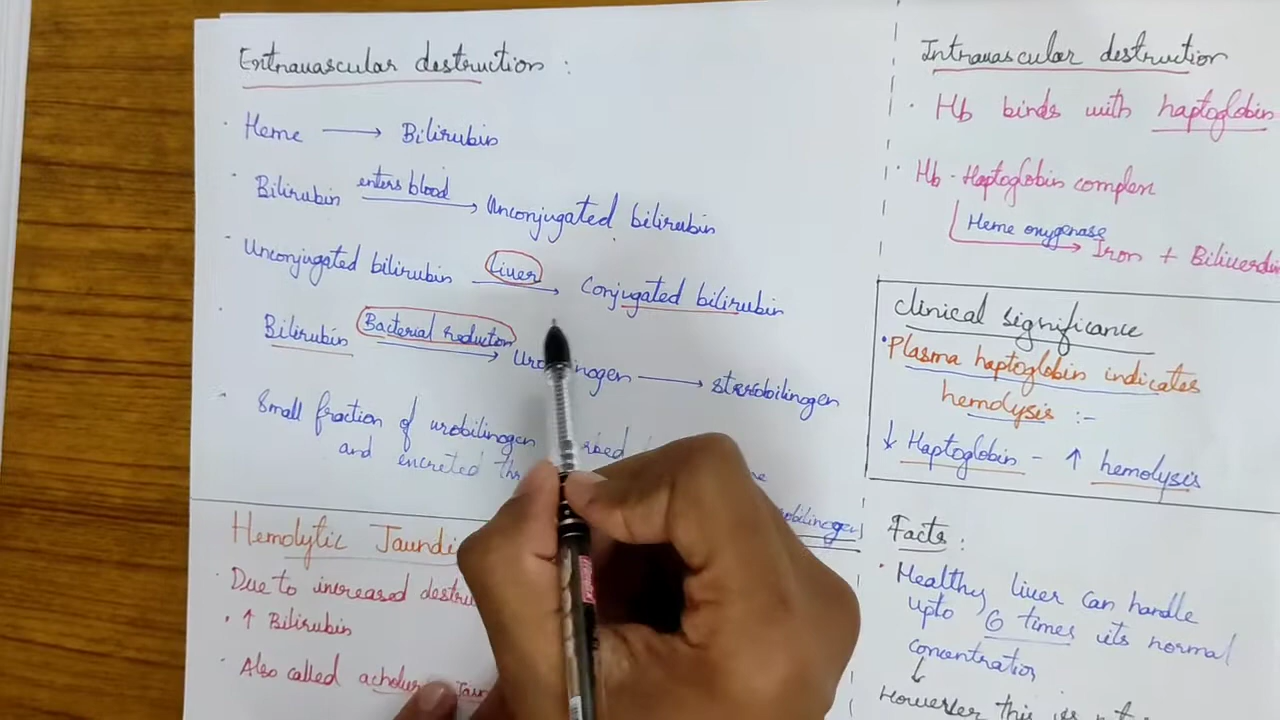 Extravascular destruction :
· Heme → Bilirubin
· Bilirubin enters blood → Unconjugated bilirubin
· Unconjugated bilirubin Liver → Conjugated bilirubin
· Bilirubin Bacterial reduction → → stercobilinogen
· Small fraction of urobilinogen
and excreted
Hemolytic
· Due to increased
· ↑ Bilirubin
· Also called
Intravascular destruction
· Hb binds with haptoglobin
· Hb - Haptoglobin complex
Heme oxygenase → Iron +
Clinical significance
· Plasma haptoglobin indicates
hemolysis :-
↓ Haptoglobin - ↑ hemolysis
Facts :
· Healthy liver can handle
upto 6 times its normal
concentration
↓
However this is